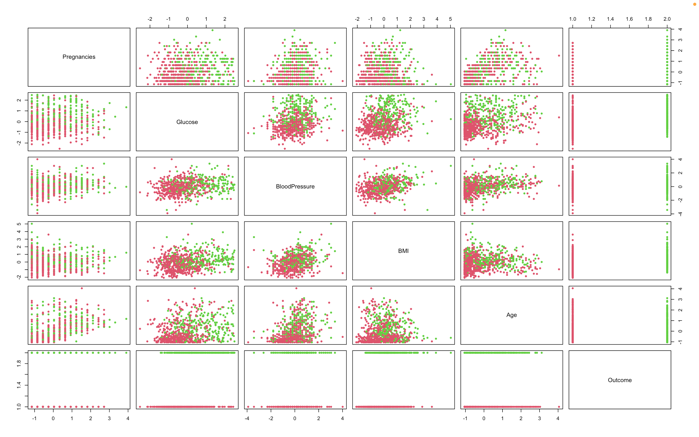 -2 -1 0 1 2
-2 -1 0 1 2 3 4 5
1.0 1.2 1.4 1.6 1.8 2.0
Pregnancies
-1 0 1 2 3 4
-2 -1 0 1 2
Glucose
BloodPressure
-4 -2 0 2 4
-2 -1 0 1 2 3 4 5
BMI
Age
-1 0 1 2 3 4
1.0 1.4 1.8
Outcome
-1 0 1 2 3 4
-4 -2 0 2 4
-1 0 1 2 3 4